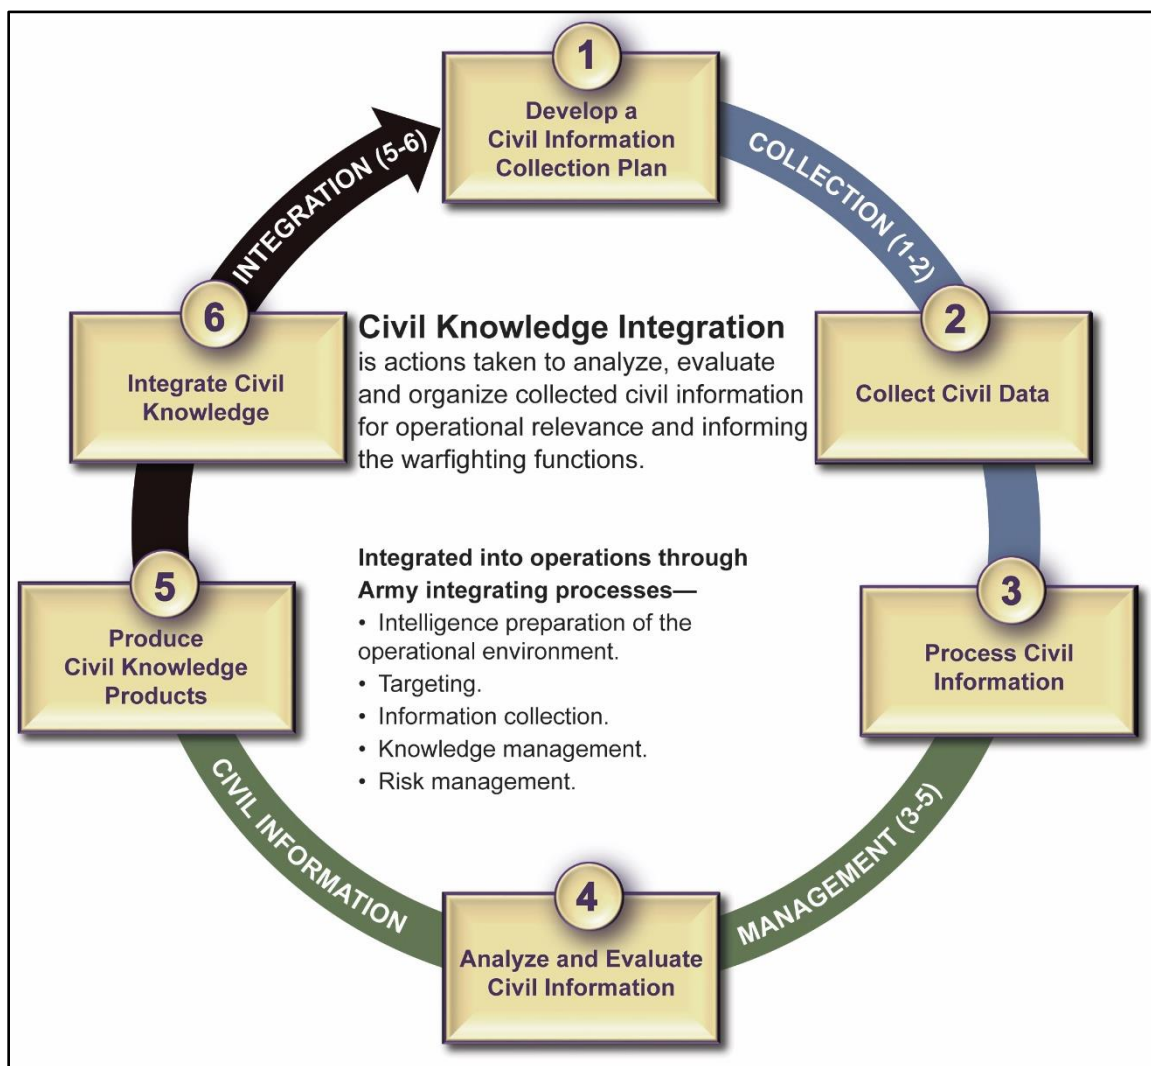 1
Develop a
Civil Information
Collection Plan
COLLECTION (1-2)
2
Collect Civil Data
3
Process Civil
Information
MANAGEMENT (3-5)
4
Analyze and Evaluate
Civil Information
CIVIL INFORMATION
5
Produce
Civil Knowledge
Products
6
Integrate Civil
Knowledge
INTEGRATION (5-6)
Civil Knowledge Integration
is actions taken to analyze, evaluate
and organize collected civil information
for operational relevance and informing
the warfighting functions.
Integrated into operations through
Army integrating processes—
• Intelligence preparation of the
operational environment.
• Targeting.
• Information collection.
• Knowledge management.
• Risk management.